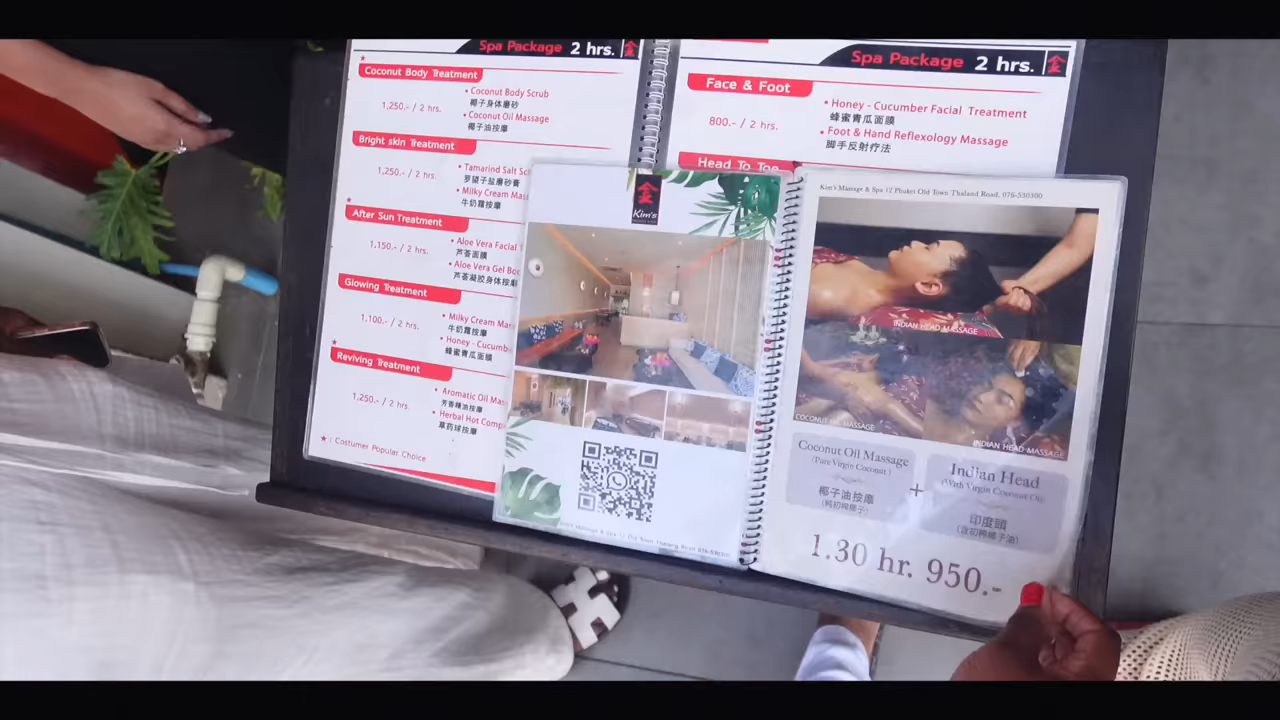 Spa Package 2 hrs.
Coconut Body Treatment
1,250.- / 2 hrs.
• Coconut Body Scrub
椰子身体磨砂
• Coconut Oil Massage
椰子油按摩
Bright skin Treatment
1,250.- / 2 hrs.
• Tamarind Salt
罗望子盐磨砂膏
• Milky Cream
牛奶霜按摩
After Sun Treatment
1,150.- / 2 hrs.
• Aloe Vera Facial
芦荟面膜
• Aloe Vera Gel
芦荟凝胶身体按摩
Glowing Treatment
1,100.- / 2 hrs.
• Milky Cream
牛奶霜按摩
• Honey -
蜂蜜青瓜面膜
Reviving Treatment
1,250.- / 2 hrs.
• Aromatic Oil
芳香精油按摩
• Herbal Hot
草药球按摩
★ : Costumer Popular Choice
Spa Package 2 hrs.
Face & Foot
800.- / 2 hrs.
• Honey - Cucumber Facial Treatment
蜂蜜青瓜面膜
• Foot & Hand Reflexology Massage
脚手反射疗法
Head To Toe
Kim's
Kim's Massage & Spa 12 Phuket Old Town Thaland Road, 076-530300
INDIAN HEAD MASSAGE
COCONUT OIL MASSAGE
INDIAN HEAD MASSAGE
Coconut Oil Massage
(Pure Virgin Coconut)
椰子油按摩
+
Indian Head
(With Virgin Coconut Oil)
印度頭
1.30 hr. 950.-